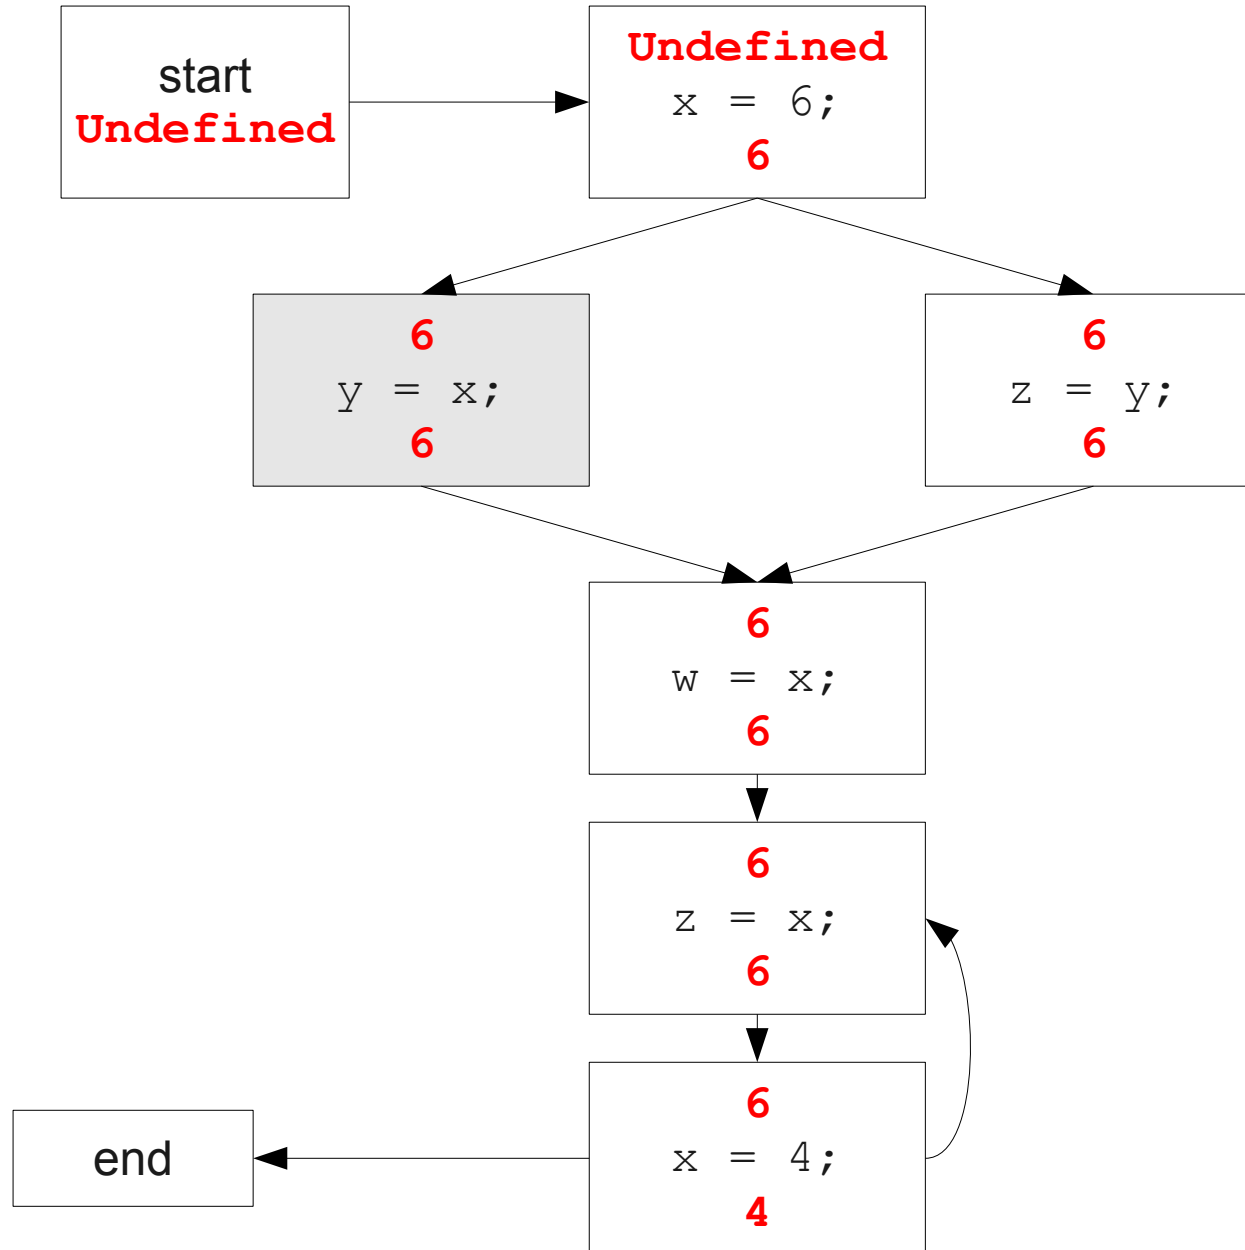 start
Undefined
Undefined
x = 6;
6
6
y = x;
6
6
z = y;
6
6
w = x;
6
6
z = x;
6
6
x = 4;
4
end